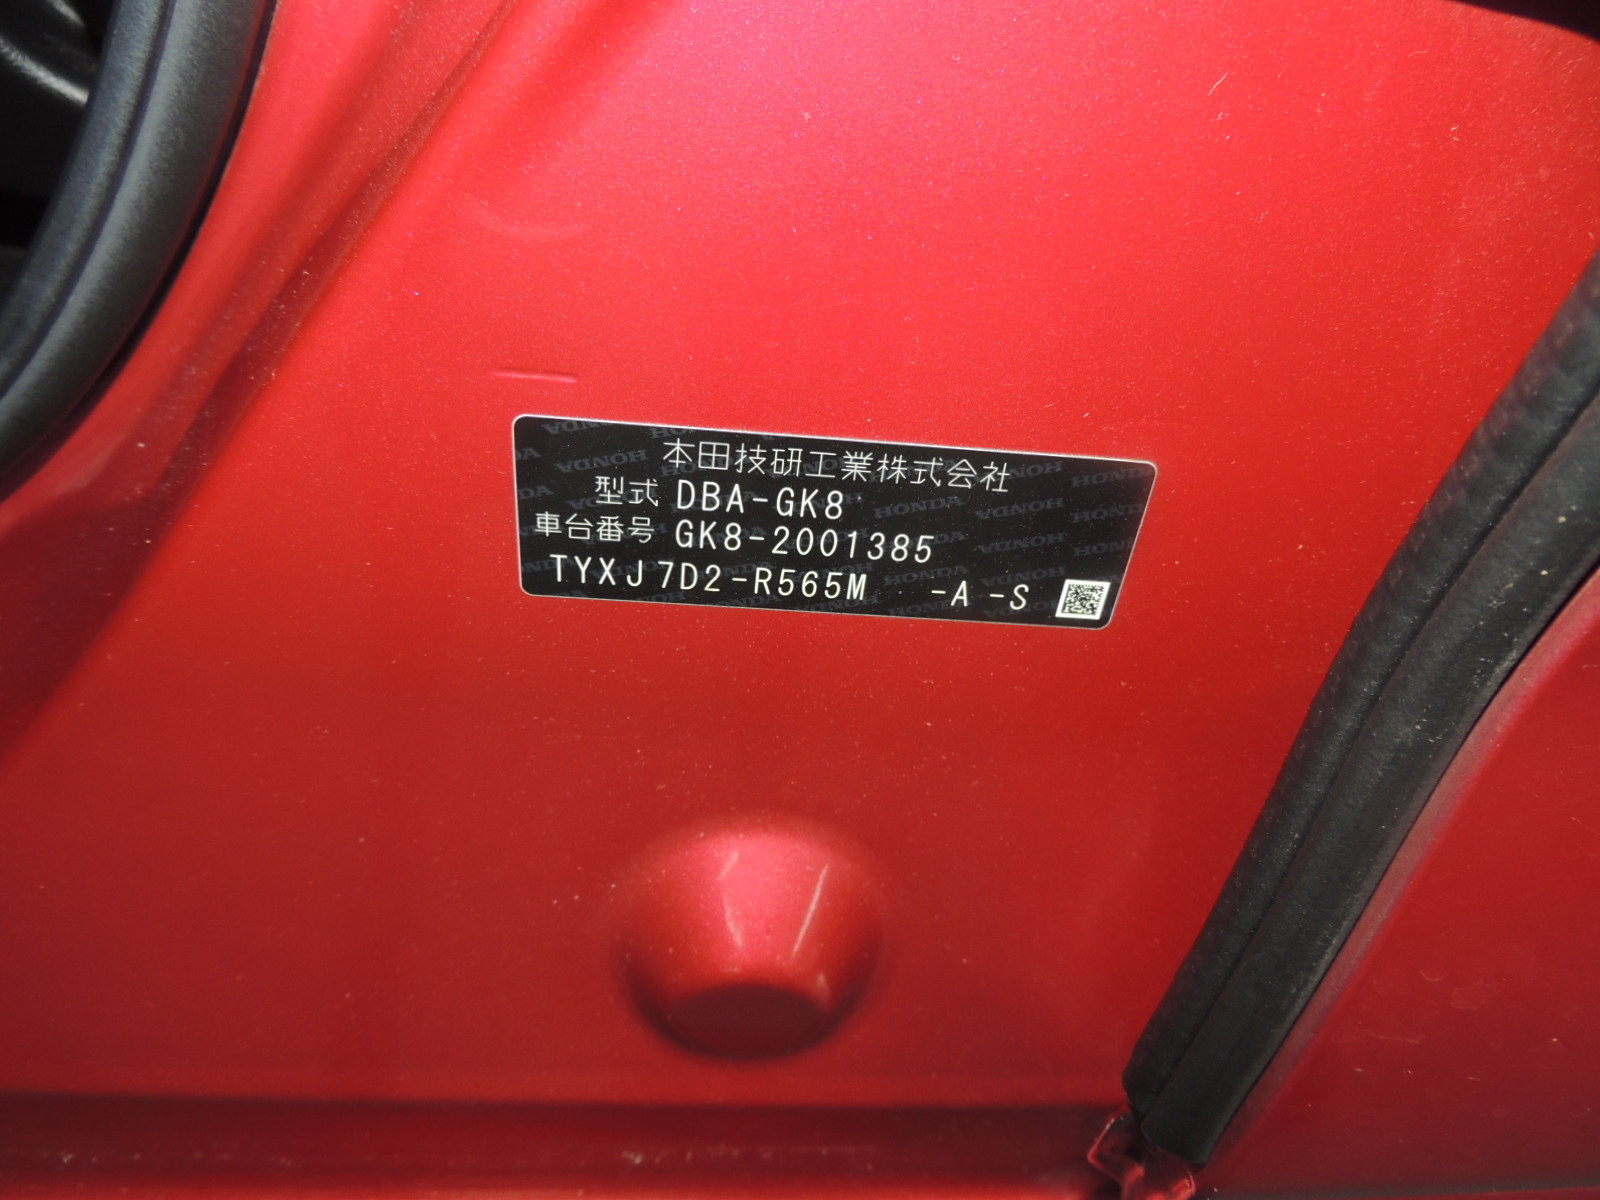 本田技研工業株式会社
型式 DBA-GK8
車台番号 GK8-2001385
TYXJ7D2-R565M -A -S